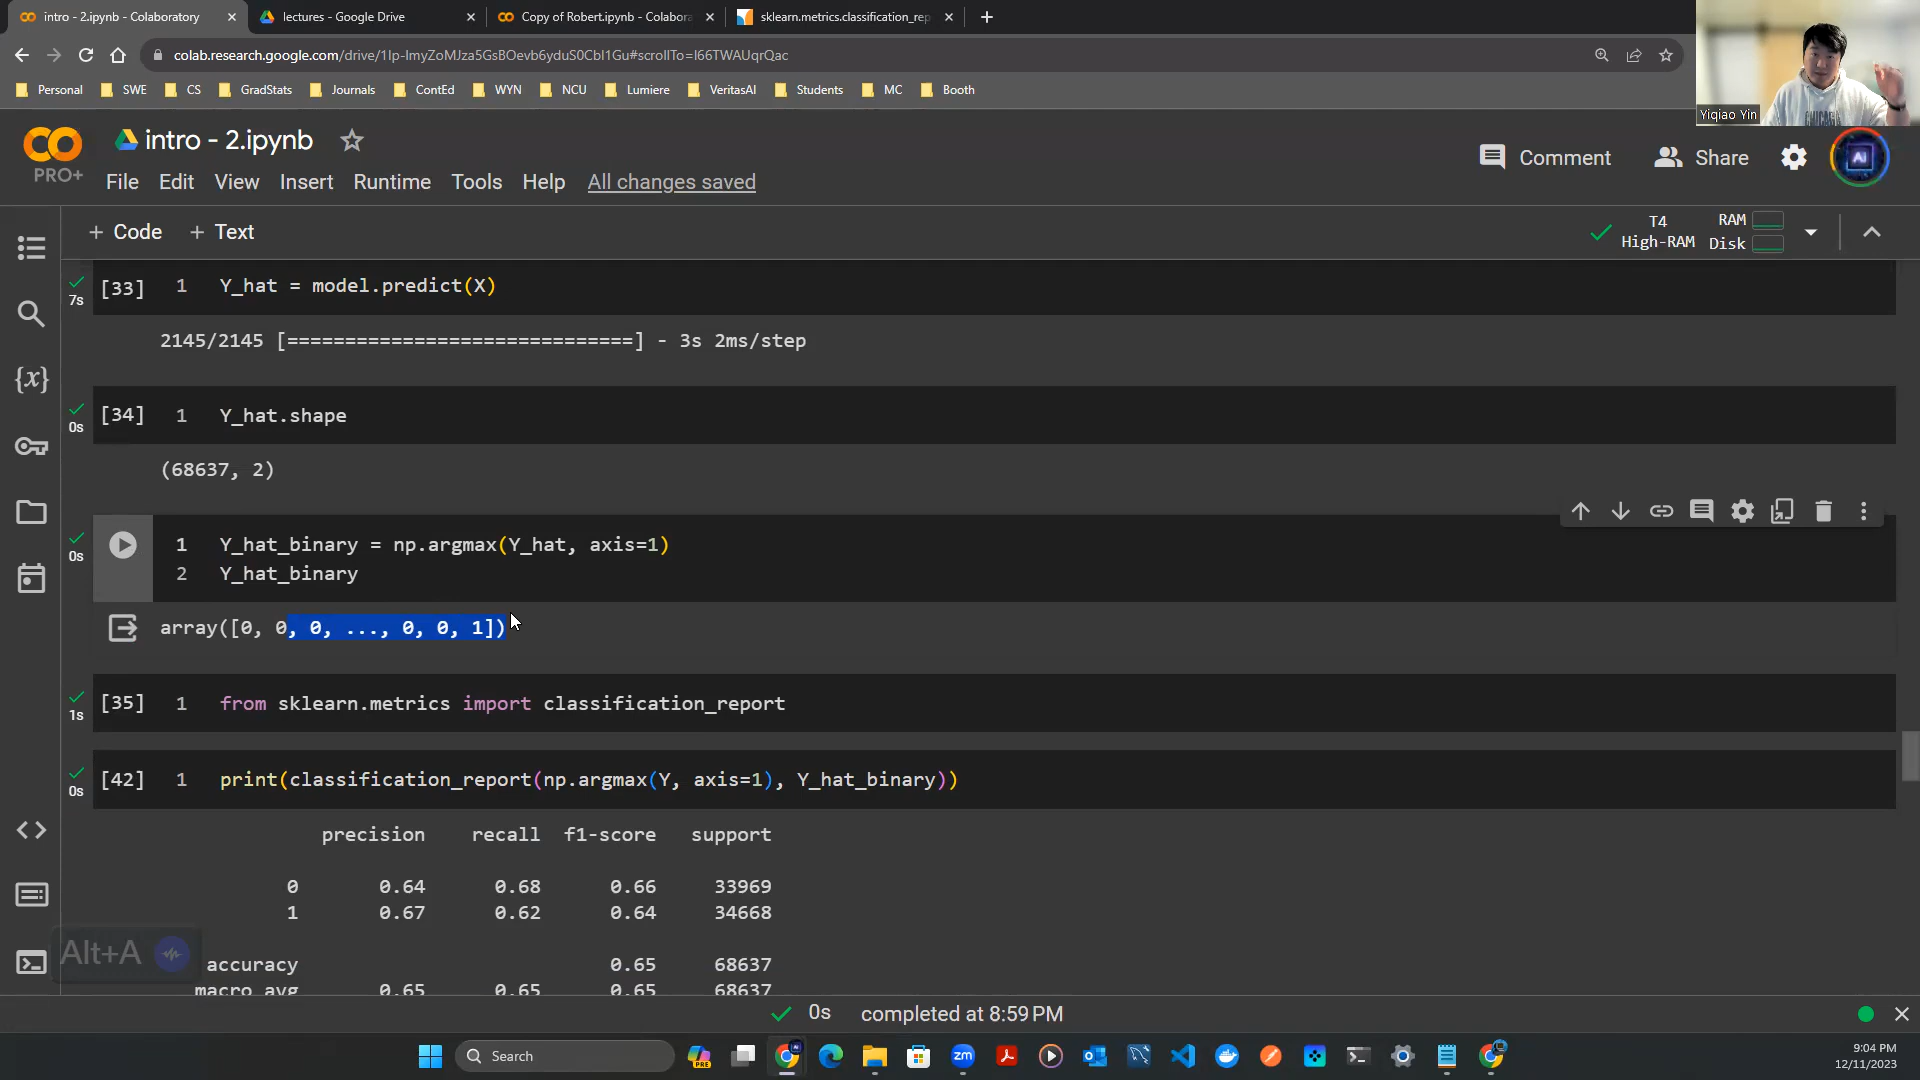 intro - 2.ipynb - Colaboratory
lectures - Google Drive
Copy of Robert.ipynb - Colabora
sklearn.metrics.classification_rep
colab.research.google.com/drive/1Ip-ImyZoMJza5GsBOevb6yduS0CbI1Gu#scrollTo=I66TWAUqrQac
Personal SWE CS GradStats Journals ContEd WYN NCU Lumiere VeritasAI Students MC Booth
Yiqiao Yin
intro - 2.ipynb
PRO+
File Edit View Insert Runtime Tools Help All changes saved
Comment Share AI
+ Code + Text
T4 High-RAM
RAM
Disk
[33] 1 Y_hat = model.predict(X)
7s
2145/2145 [==============================] - 3s 2ms/step
[34] 1 Y_hat.shape
0s
(68637, 2)
1 Y_hat_binary = np.argmax(Y_hat, axis=1)
0s
2 Y_hat_binary
array([0, 0, 0, ..., 0, 0, 1])
[35] 1 from sklearn.metrics import classification_report
1s
[42] 1 print(classification_report(np.argmax(Y, axis=1), Y_hat_binary))
0s
precision recall f1-score support
0 0.64 0.68 0.66 33969
1 0.67 0.62 0.64 34668
Alt+A
accuracy 0.65 68637
macro avg 0.65 0.65 0.65 68637
0s completed at 8:59 PM
Search
PRE
zm
9:04 PM
12/11/2023